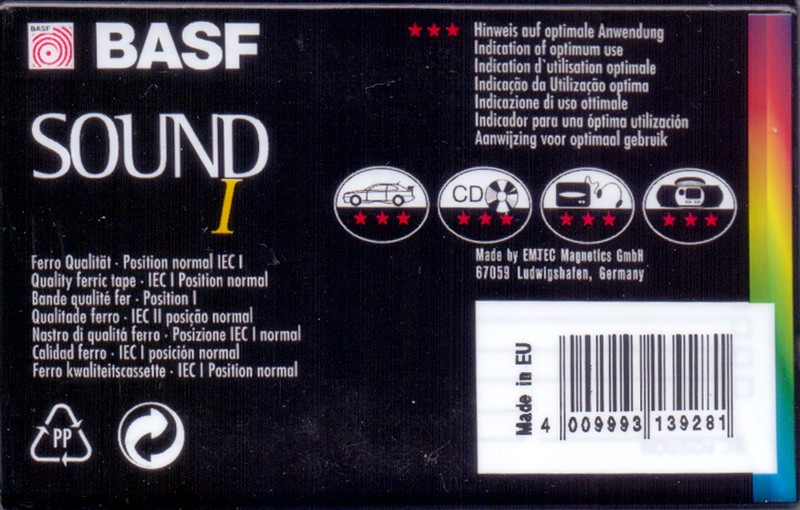 BASF
BASF
SOUND
I
★★★ Hinweis auf optimale Anwendung
Indication of optimum use
Indication d'utilisation optimale
Indicação da Utilização optima
Indicazione di uso ottimale
Indicador para una óptima utilización
Aanwijzing voor optimaal gebruik
CD
Made by EMTEC Magnetics GmbH
67059 Ludwigshafen, Germany
Ferro Qualität · Position normal IEC I
Quality ferric tape · IEC I Position normal
Bande qualité fer · Position I
Qualitade ferro · IEC II posição normal
Nastro di qualitá ferro · Posizione IEC I normal
Calidad ferro · IEC I posición normal
Ferro kwaliteitscassette · IEC I Position normal
PP
Made in EU
4 009993 139281